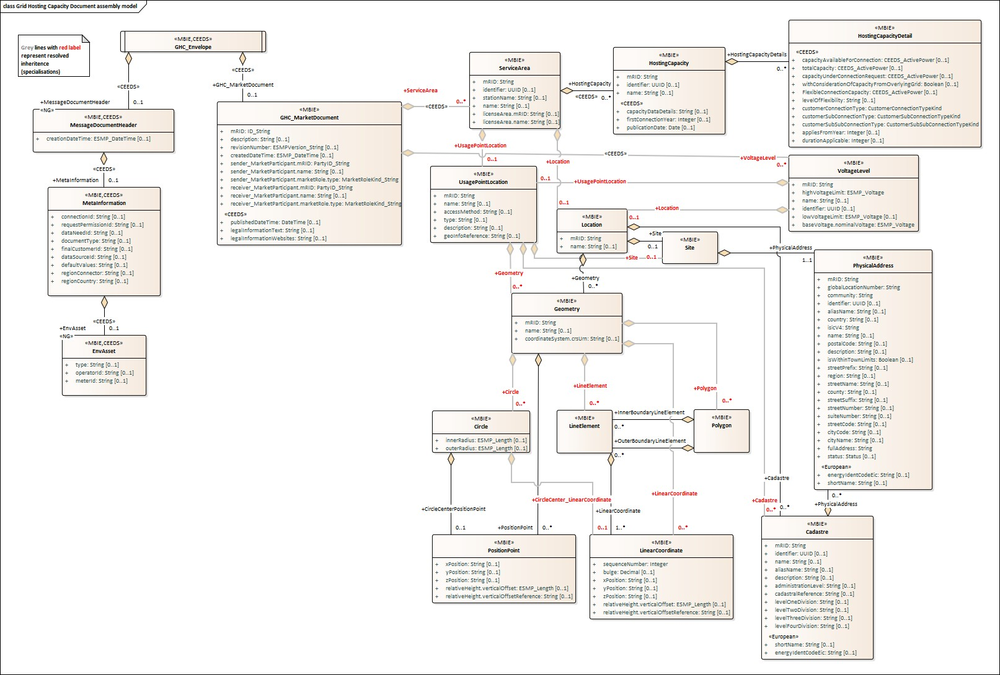 class Grid Hosting Capacity Document assembly model
Grey lines with red label
represent resolved
inheritence
(specialisations)
«MBIE,CEEDS»
GHC_Envelope
«CEEDS»
+MessageDocumentHeader
0..1
«CEEDS»
+GHC_MarketDocument
0..1
«NG»
«MBIE,CEEDS»
MessageDocumentHeader
+ creationDateTime: ESMP_DateTime [0..1]
«CEEDS»
+MetaInformation
0..1
«MBIE,CEEDS»
MetaInformation
+ connectionId: String [0..1]
+ requestPermissionId: String [0..1]
+ dataNeedId: String [0..1]
+ documentType: String [0..1]
+ finalCustomerId: String [0..1]
+ dataSourceId: String [0..1]
+ defaultValues: String [0..1]
+ regionConnector: String [0..1]
+ regionCountry: String [0..1]
«CEEDS»
+EnvAsset
0..1
«NG»
«MBIE,CEEDS»
EnvAsset
+ type: String [0..1]
+ operatorId: String [0..1]
+ meterId: String [0..1]
«MBIE»
GHC_MarketDocument
+ mRID: ID_String
+ description: String [0..1]
+ revisionNumber: ESMPVersion_String [0..1]
+ createdDateTime: ESMP_DateTime [0..1]
+ sender_MarketParticipant.mRID: PartyID_String
+ sender_MarketParticipant.name: String [0..1]
+ sender_MarketParticipant.marketRole.type: MarketRoleKind_String
+ receiver_MarketParticipant.mRID: PartyID_String
+ receiver_MarketParticipant.name: String [0..1]
+ receiver_MarketParticipant.marketRole.type: MarketRoleKind_String
«CEEDS»
+ publishedDateTime: DateTime [0..1]
+ legalInformationText: String [0..1]
+ legalInformationWebsites: String [0..1]
+ServiceArea
0..*
«CEEDS»
«MBIE»
ServiceArea
+ mRID: String
+ identifier: UUID [0..1]
+ stationName: String [0..1]
+ name: String [0..1]
+ licenseArea.mRID: String [0..1]
+ licenseArea.name: String [0..1]
+HostingCapacity
«CEEDS» 0..*
«MBIE»
HostingCapacity
+ mRID: String
+ identifier: UUID [0..1]
+ name: String [0..1]
«CEEDS»
+ capacityDataDetails: String [0..1]
+ firstConnectionYear: Integer [0..1]
+ publicationDate: Date [0..1]
+HostingCapacityDetails
0..*
«MBIE»
HostingCapacityDetail
«CEEDS»
+ capacityAvailableForConnection: CEEDS_ActivePower [0..1]
+ totalCapacity: CEEDS_ActivePower [0..1]
+ capacityUnderConnectionRequest: CEEDS_ActivePower [0..1]
+ withConsiderationOfCapacityFromOverlyingGrid: Boolean [0..1]
+ FlexibleConnectionCapacity: CEEDS_ActivePower [0..1]
+ levelOfFlexibility: String [0..1]
+ customerConnectionType: CustomerConnectionTypeKind
+ customerSubConnectionType: CustomerSubConnectionTypeKind
+ customerSubSubConnectionType: CustomerSubSubConnectionTypeKind
+ appliesFromYear: Integer [0..1]
+ durationApplicable: Integer [0..1]
+UsagePointLocation
0..1
+Location
0..1
«CEEDS»
+VoltageLevel
0..*
«MBIE»
VoltageLevel
+ mRID: String
+ highVoltageLimit: ESMP_Voltage
+ name: String [0..1]
+ identifier: UUID [0..1]
+ lowVoltageLimit: ESMP_Voltage [0..1]
+ baseVoltage.nominalVoltage: ESMP_Voltage
«MBIE»
UsagePointLocation
+ mRID: String
+ name: String [0..1]
+ accessMethod: String [0..1]
+ type: String [0..1]
+ description: String [0..1]
+ geoInfoReference: String [0..1]
0..1
+UsagePointLocation
+Location
0..1
«MBIE»
Location
+ mRID: String
+ name: String [0..1]
+Site
0..1
«MBIE»
Site
+Site 0..1
+PhysicalAddress
1..1
«MBIE»
PhysicalAddress
+ mRID: String
+ globalLocationNumber: String
+ community: String
+ identifier: UUID [0..1]
+ aliasName: String [0..1]
+ country: String [0..1]
+ isicV4: String
+ name: String [0..1]
+ postalCode: String [0..1]
+ description: String [0..1]
+ isWithinTownLimits: Boolean [0..1]
+ streetPrefix: String [0..1]
+ region: String [0..1]
+ streetName: String [0..1]
+ county: String [0..1]
+ streetSuffix: String [0..1]
+ streetNumber: String [0..1]
+ suiteNumber: String [0..1]
+ streetCode: String [0..1]
+ cityCode: String [0..1]
+ cityName: String [0..1]
+ fullAddress: String
+ status: Status [0..1]
«European»
+ energyIdentCodeEic: String [0..1]
+ shortName: String [0..1]
+Geometry
0..*
+Geometry
0..*
«MBIE»
Geometry
+ mRID: String
+ name: String [0..1]
+ coordinateSystem.crsUrn: String [0..1]
+Circle
0..*
+LineElement
0..*
+Polygon
0..*
«MBIE»
Circle
+ innerRadius: ESMP_Length [0..1]
+ outerRadius: ESMP_Length [0..1]
«MBIE»
LineElement
+InnerBoundaryLineElement
0..*
+OuterBoundaryLineElement
0..*
«MBIE»
Polygon
+CircleCenterPositionPoint
0..1
+PositionPoint
0..*
+CircleCenter_LinearCoordinate
0..1
+LinearCoordinate
1..*
+LinearCoordinate
0..*
+Cadastre
0..*
+Cadastre
0..*
0..*
+PhysicalAddress
«MBIE»
PositionPoint
+ xPosition: String [0..1]
+ yPosition: String [0..1]
+ zPosition: String [0..1]
+ relativeHeight.verticalOffset: ESMP_Length [0..1]
+ relativeHeight.verticalOffsetReference: String [0..1]
«MBIE»
LinearCoordinate
+ sequenceNumber: Integer
+ bulge: Decimal [0..1]
+ xPosition: String [0..1]
+ yPosition: String [0..1]
+ zPosition: String [0..1]
+ relativeHeight.verticalOffset: ESMP_Length [0..1]
+ relativeHeight.verticalOffsetReference: String [0..1]
«MBIE»
Cadastre
+ mRID: String
+ identifier: UUID [0..1]
+ name: String [0..1]
+ aliasName: String [0..1]
+ description: String [0..1]
+ administrationLevel: String [0..1]
+ cadastralReference: String [0..1]
+ levelOneDivision: String [0..1]
+ levelTwoDivision: String [0..1]
+ levelThreeDivision: String [0..1]
+ levelFourDivision: String [0..1]
«European»
+ shortName: String [0..1]
+ energyIdentCodeEic: String [0..1]